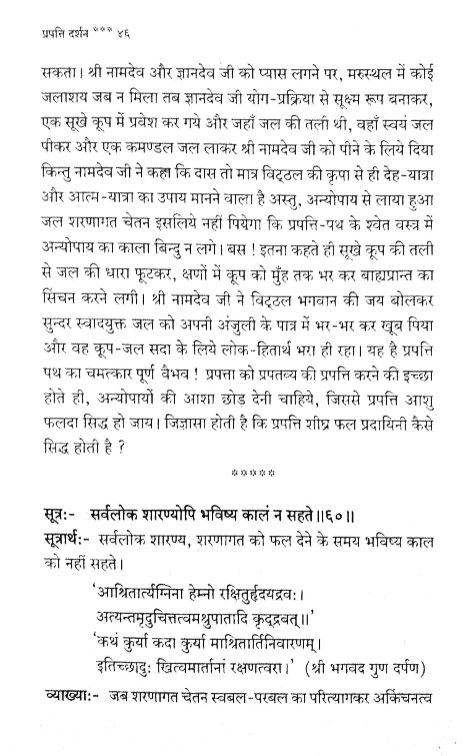 प्रपत्ति दर्शन *** ४६
सकता। श्री नामदेव और ज्ञानदेव जी को प्यास लगने पर, मरुस्थल में कोई
जलाशय जब न मिला तब ज्ञानदेव जी योग-प्रक्रिया से सूक्ष्म रूप बनाकर,
एक सूखे कूप में प्रवेश कर गये और जहाँ जल की तली थी, वहाँ स्वयं जल
पीकर और एक कमण्डल जल लाकर श्री नामदेव जी को पीने के लिये दिया
किन्तु नामदेव जी ने कहा कि दास तो मात्र विट्ठल की कृपा से ही देह-यात्रा
और आत्म-यात्रा का उपाय मानने वाला है अस्तु, अन्योपाय से लाया हुआ
जल शरणागत चेतन इसलिये नहीं पियेगा कि प्रपत्ति-पथ के श्वेत वस्त्र में
अन्योपाय का काला बिन्दु न लगे। बस ! इतना कहते ही सूखे कूप की तली
से जल की धारा फूटकर, क्षणों में कूप को मुँह तक भर कर बाह्यप्रान्त का
सिंचन करने लगी। श्री नामदेव जी ने विट्ठल भगवान की जय बोलकर
सुन्दर स्वादयुक्त जल को अपनी अंजुली के पात्र में भर-भर कर खूब पिया
और वह कूप-जल सदा के लिये लोक-हितार्थ भरा ही रहा। यह है प्रपत्ति
पथ का चमत्कार पूर्ण वैभव ! प्रपत्ता को प्रपतव्य की प्रपत्ति करने की इच्छा
होते ही, अन्योपायों की आशा छोड़ देनी चाहिये, जिससे प्रपत्ति आशु
फलदा सिद्ध हो जाय। जिज्ञासा होती है कि प्रपत्ति शीघ्र फल प्रदायिनी कैसे
सिद्ध होती है ?
*****
सूत्र:- सर्वलोक शारण्योपि भविष्य कालं न सहते॥६०॥
सूत्रार्थ:- सर्वलोक शारण्य, शरणागत को फल देने के समय भविष्य काल
को नहीं सहते।
'आश्रितार्त्यग्निना हेम्नो रक्षितुर्हृदयद्रवः।
अत्यन्तमृदुचित्तत्वमश्रुपातादि कृद्द्रवत्॥'
'कथं कुर्या कदा कुर्या माश्रितार्तिनिवारणम्।
इतिच्छादुः खित्वमार्तानां रक्षणत्वरा।' (श्री भगवद गुण दर्पण)
व्याख्या:- जब शरणागत चेतन स्वबल-परबल का परित्यागकर अकिंचनत्व